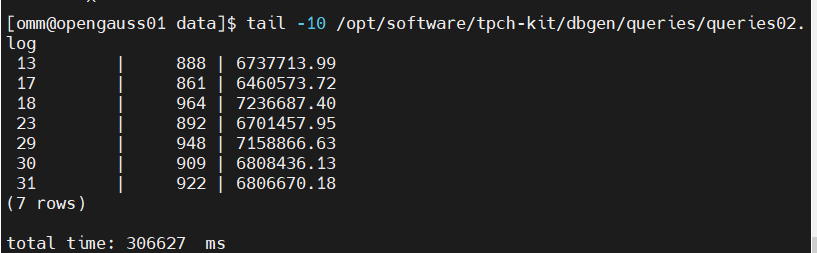 [omm@opengauss01 data]$ tail -10 /opt/software/tpch-kit/dbgen/queries/queries02.
log
 13         |     888 | 6737713.99
 17         |     861 | 6460573.72
 18         |     964 | 7236687.40
 23         |     892 | 6701457.95
 29         |     948 | 7158866.63
 30         |     909 | 6808436.13
 31         |     922 | 6806670.18
(7 rows)

total time: 306627  ms